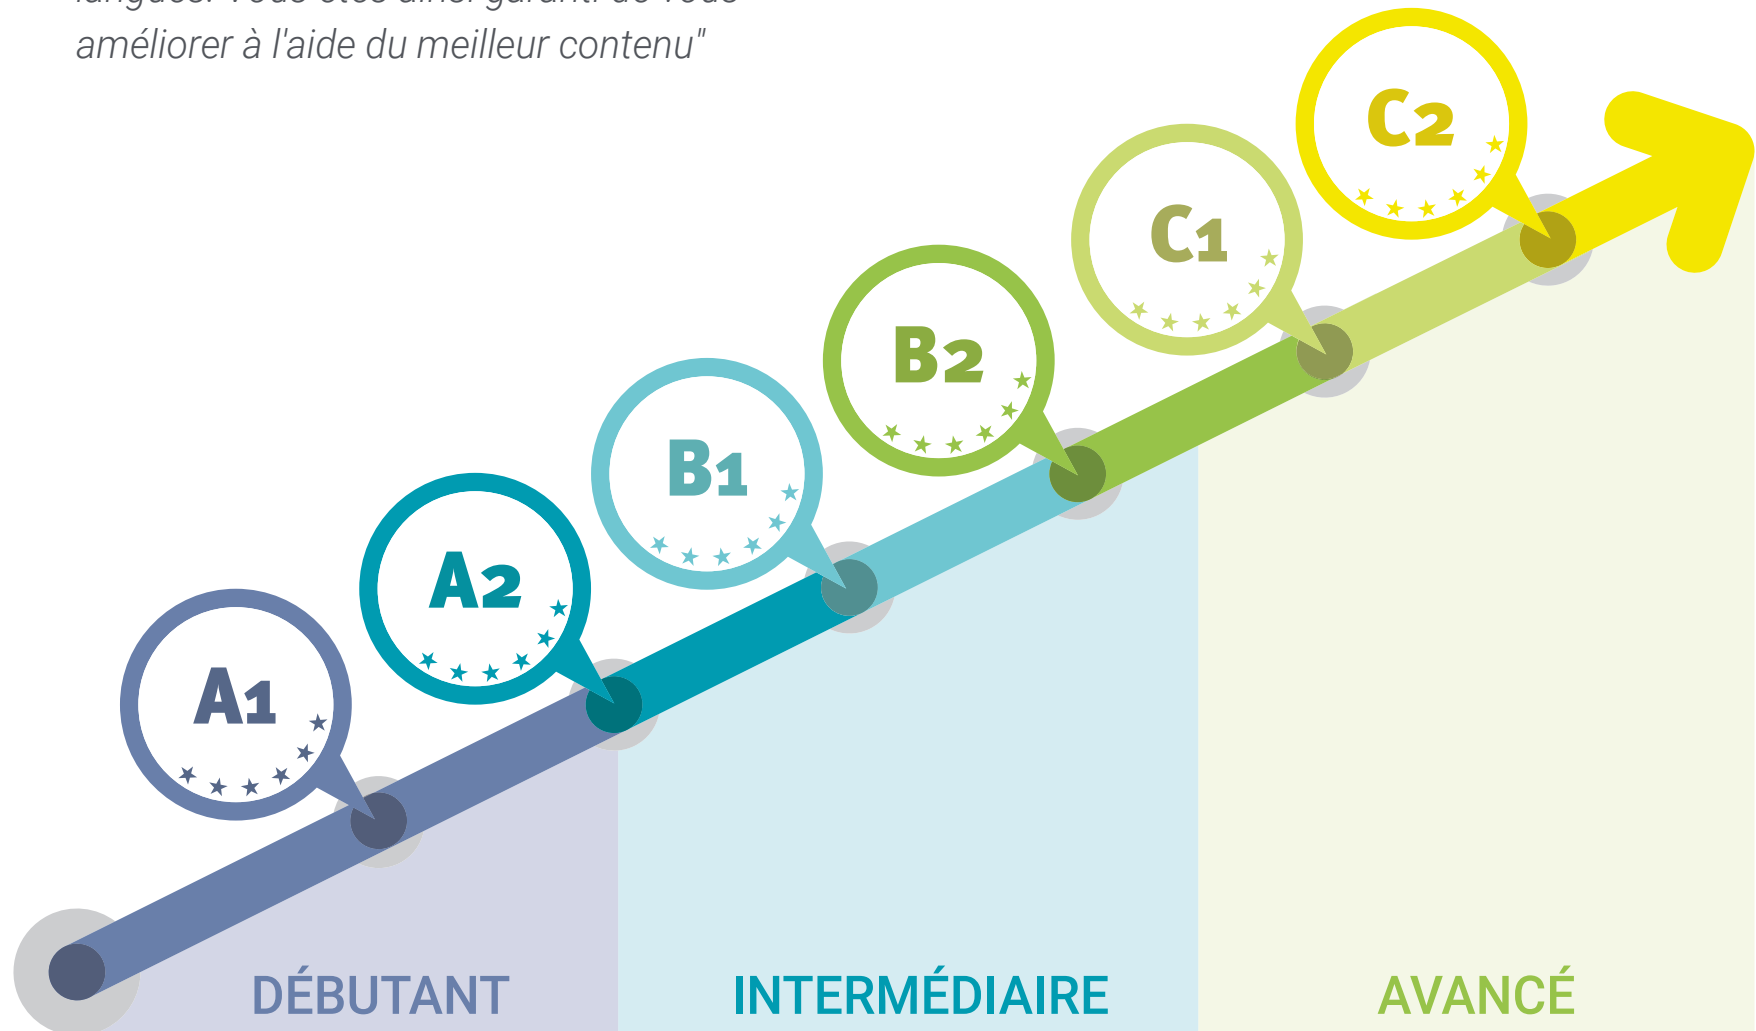 améliorer à l'aide du meilleur contenu"
C2
C1
B2
B1
A2
A1
DÉBUTANT
INTERMÉDIAIRE
AVANCÉ